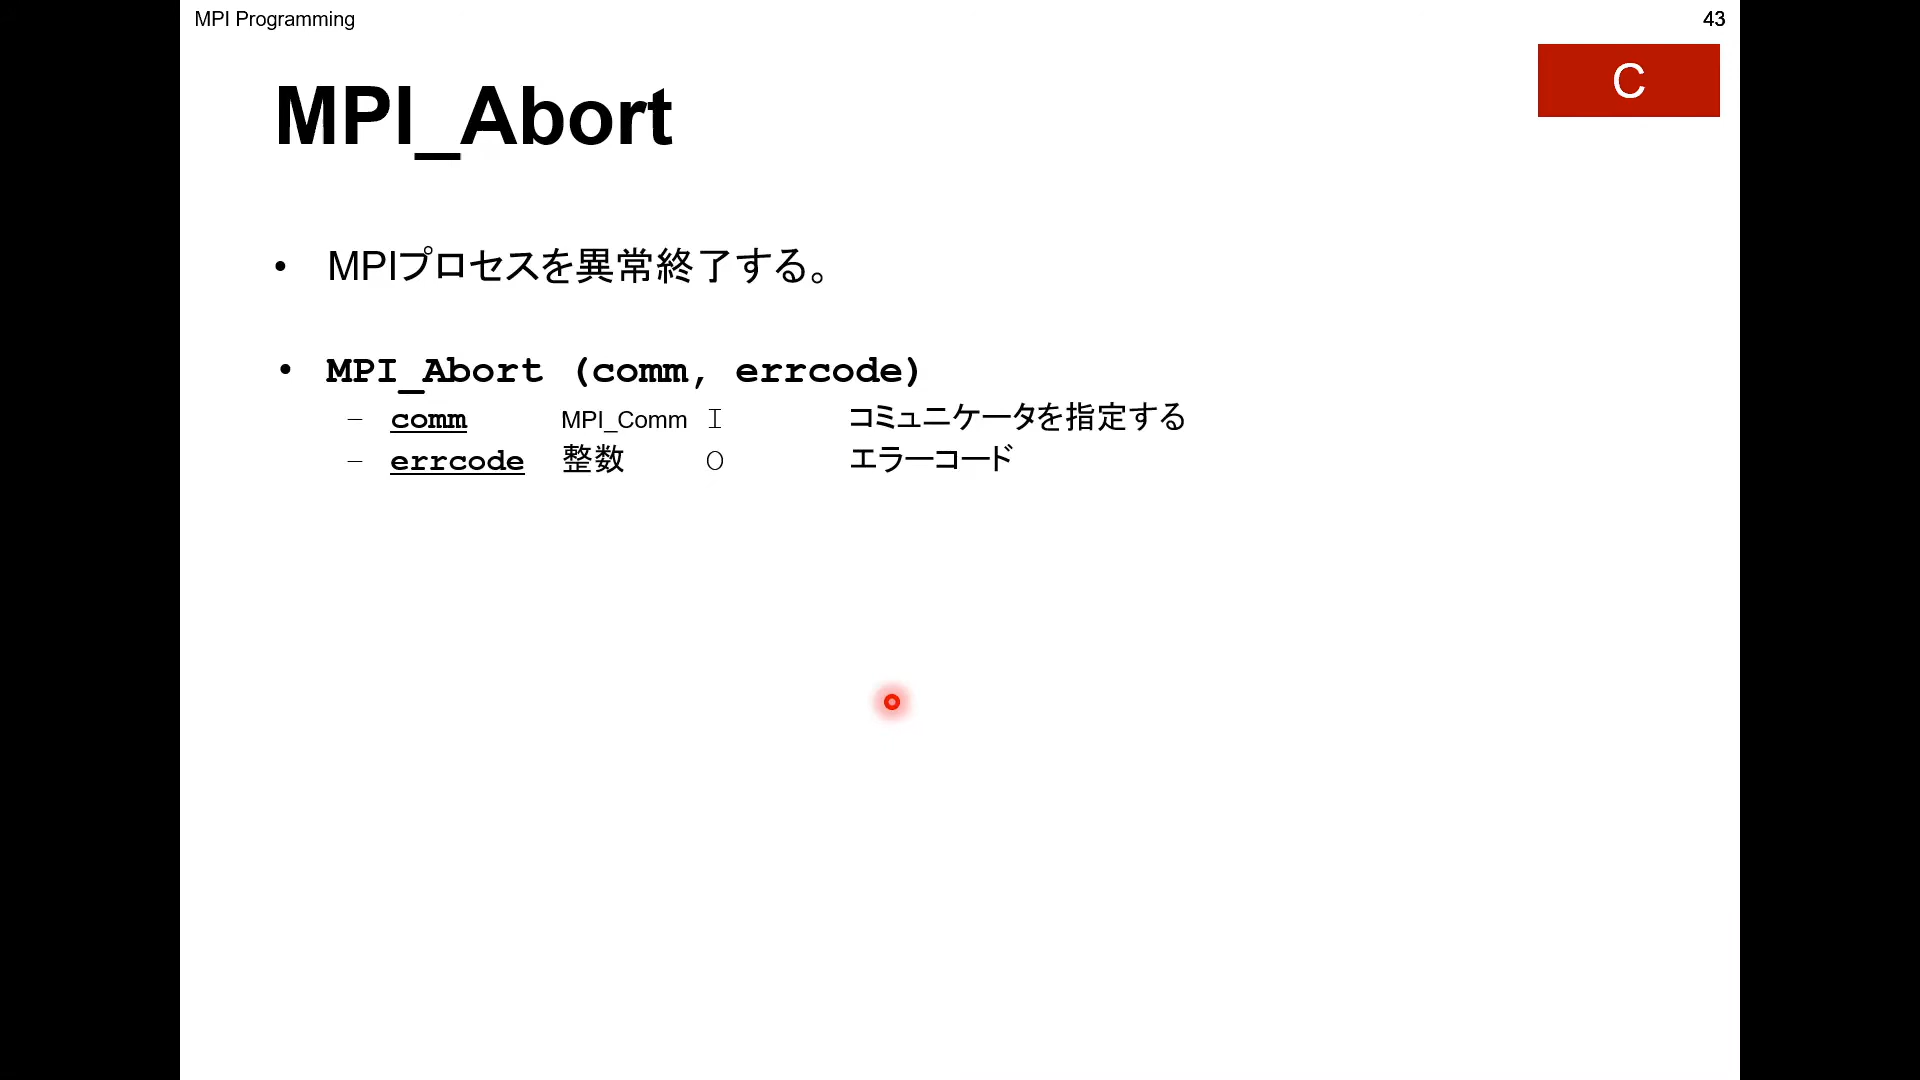 MPI Programming
43
C
MPI_Abort
• MPIプロセスを異常終了する。
• MPI_Abort (comm, errcode)
– comm MPI_Comm I コミュニケータを指定する
– errcode 整数 O エラーコード